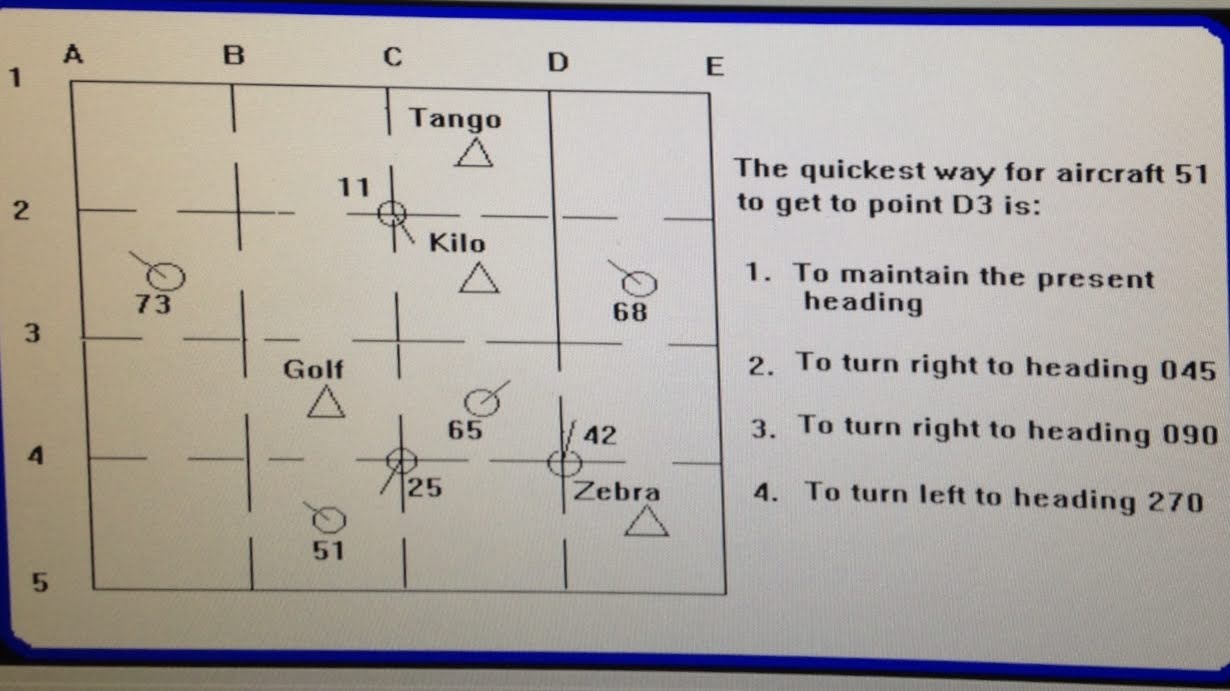 A B C D E
1
Tango
11
2
Kilo
73
68
3
Golf
65
42
4
25
Zebra
51
5
The quickest way for aircraft 51
to get to point D3 is:
1. To maintain the present
heading
2. To turn right to heading 045
3. To turn right to heading 090
4. To turn left to heading 270